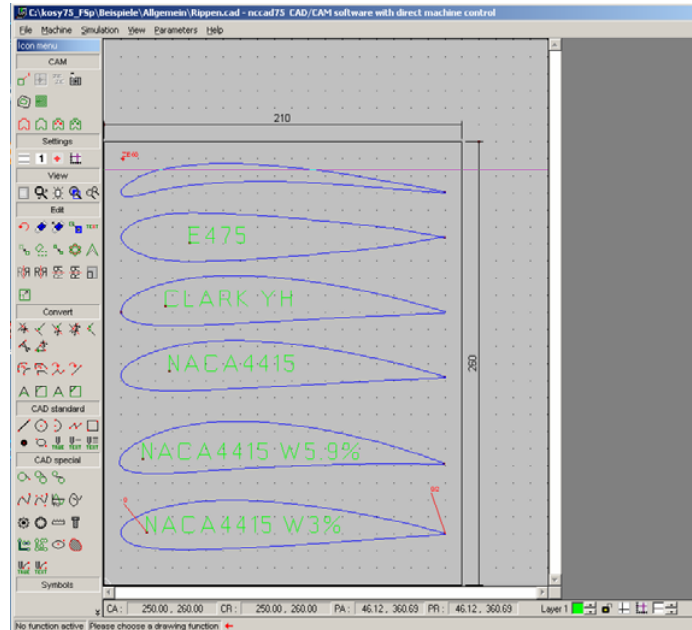 C:\kosy75_FSp\Beispiele\Allgemein\Rippen.cad - nccad75 CAD/CAM software with direct machine control
File Machine Simulation View Parameters Help
Icon menu
CAM
Settings
1
View
Edit
TEXT
Convert
CAD standard
CAD special
Symbols
210
260
E475
CLARK YH
NACA4415
NACA4415 W5.9%
NACA4415 W3%
CA : 250.00 , 260.00 CR : 250.00 , 260.00 PA : 46.12 , 360.69 PR : 46.12 , 360.69 Layer 1
No function active Please choose a drawing function